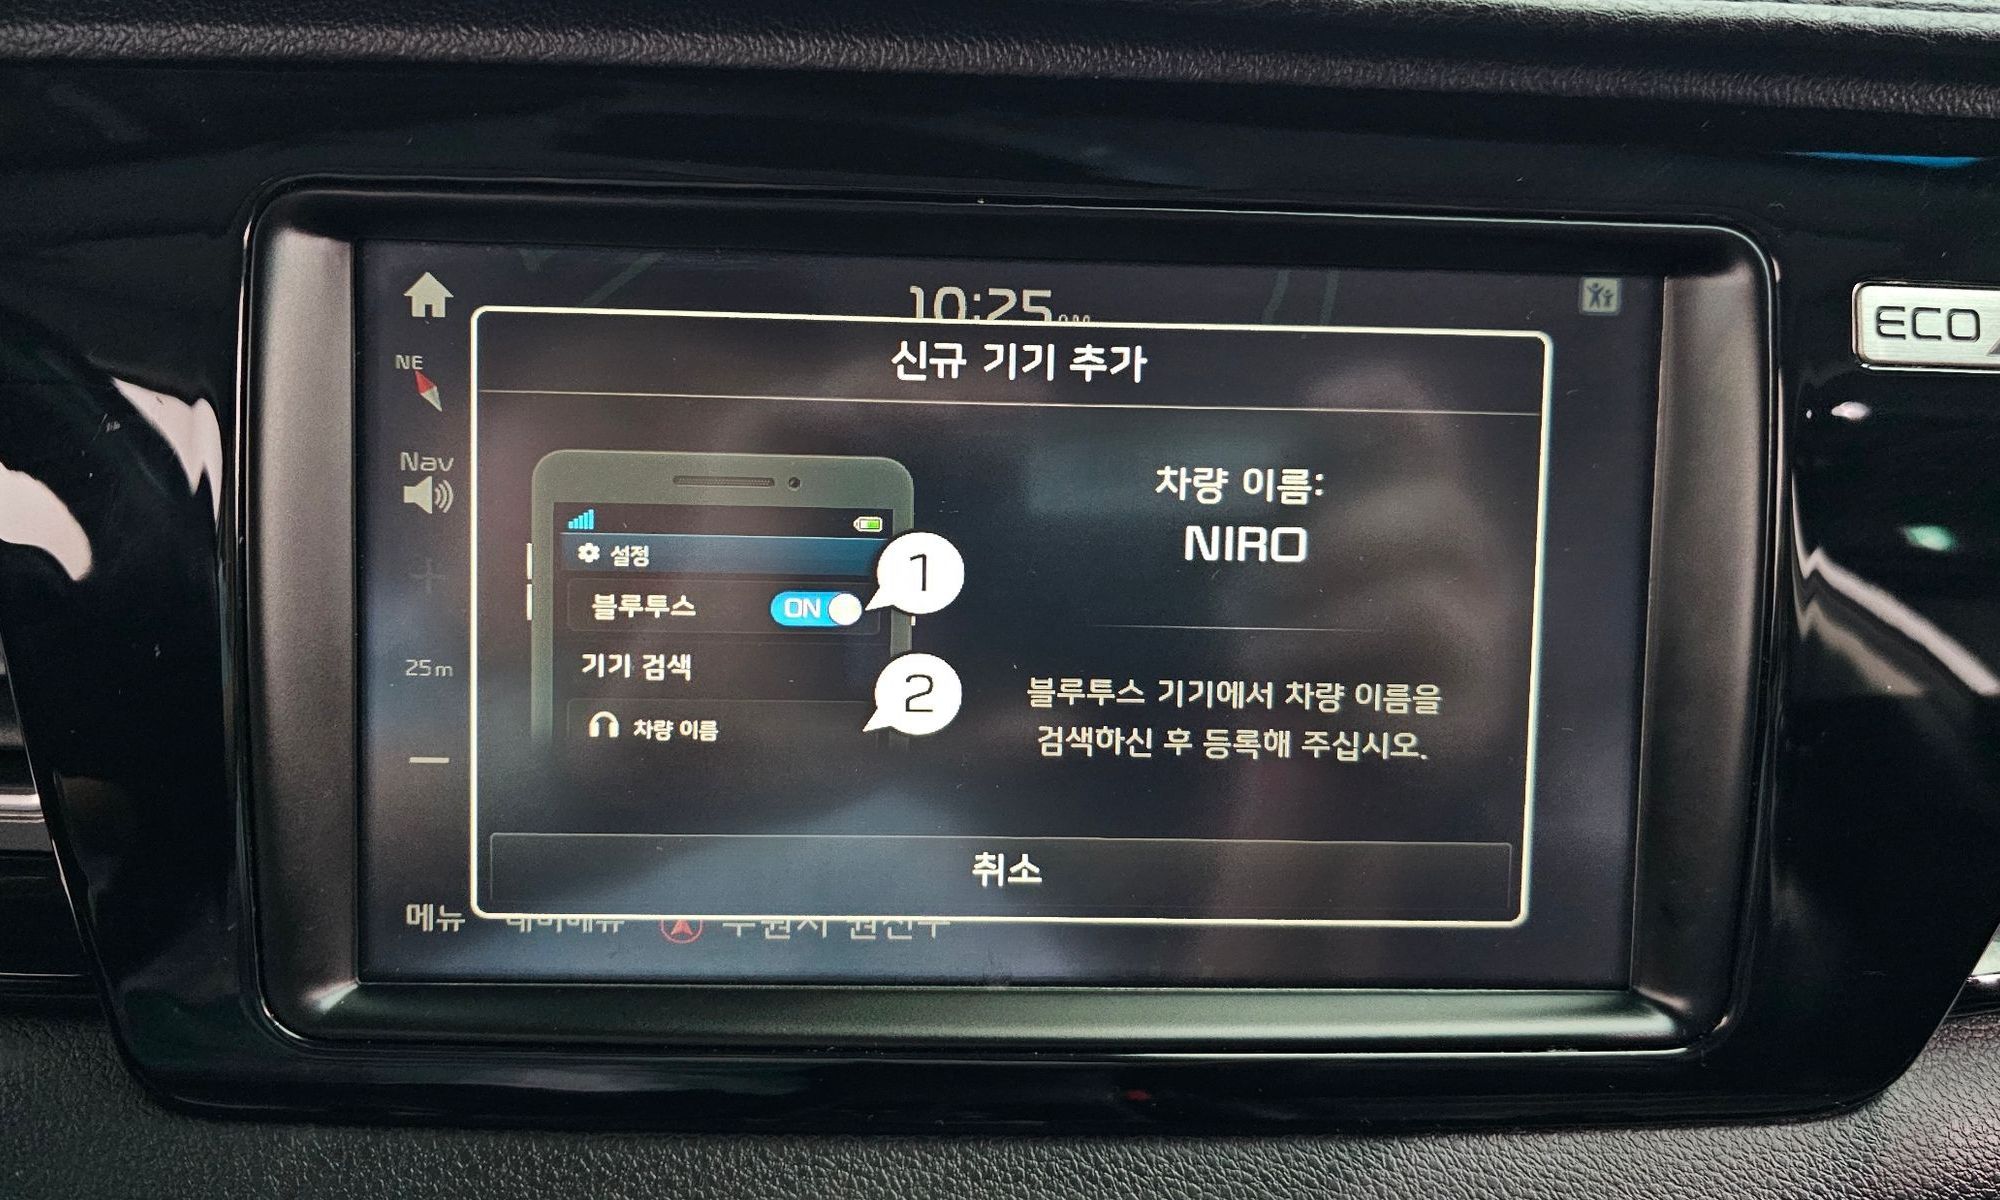 10:25
ECO
신규 기기 추가
NE
Nav
차량 이름:
NIRO
설정
블루투스 ON
1
기기 검색
2
차량 이름
25m
블루투스 기기에서 차량 이름을
검색하신 후 등록해 주십시오.
취소
메뉴